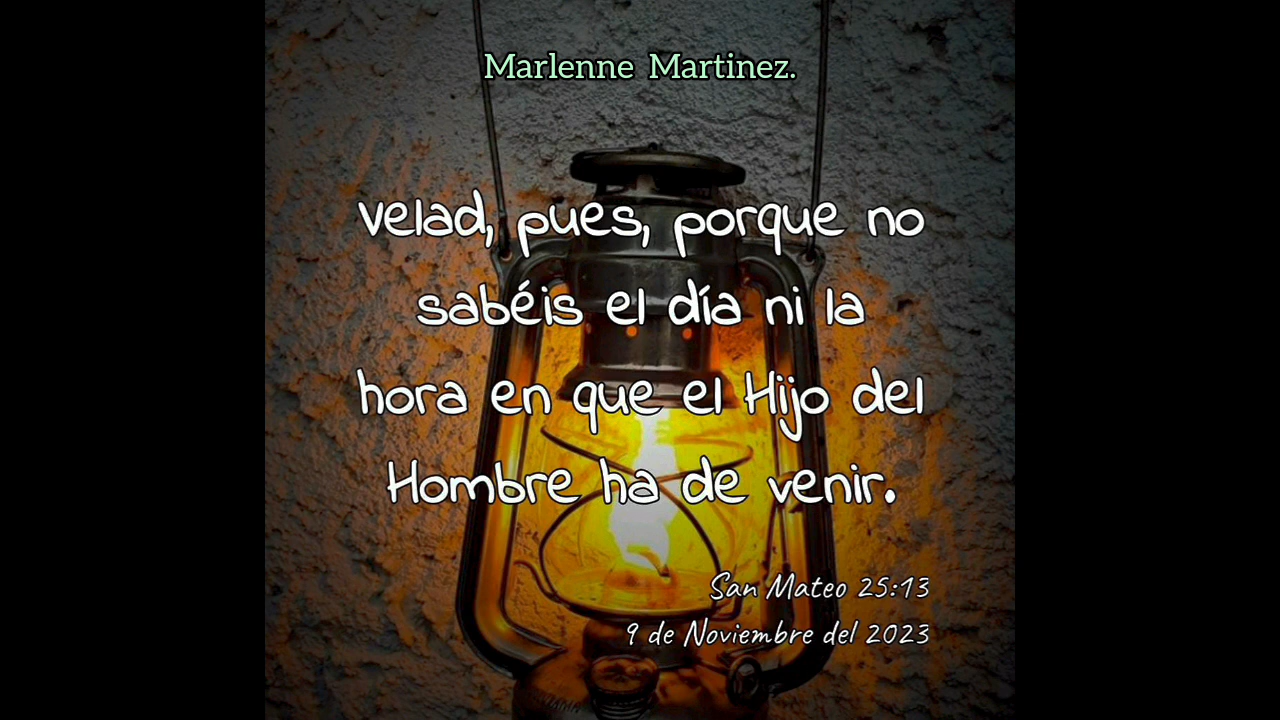 Marlenne Martinez.
Velad, pues, porque no
sabéis el día ni la
hora en que el Hijo del
Hombre ha de venir.
San Mateo 25:13
9 de Noviembre del 2023